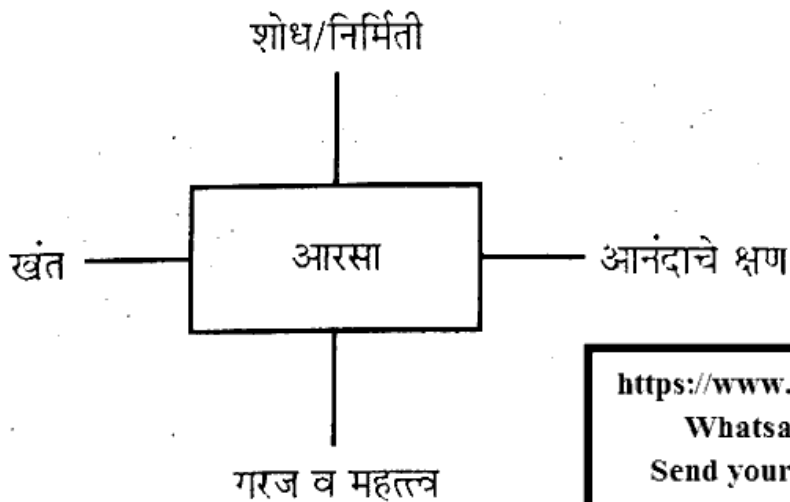 शोध/निर्मिती
खंत
आरसा
आनंदाचे क्षण
https://www.
Whatsa
Send your
गरज व महत्त्व